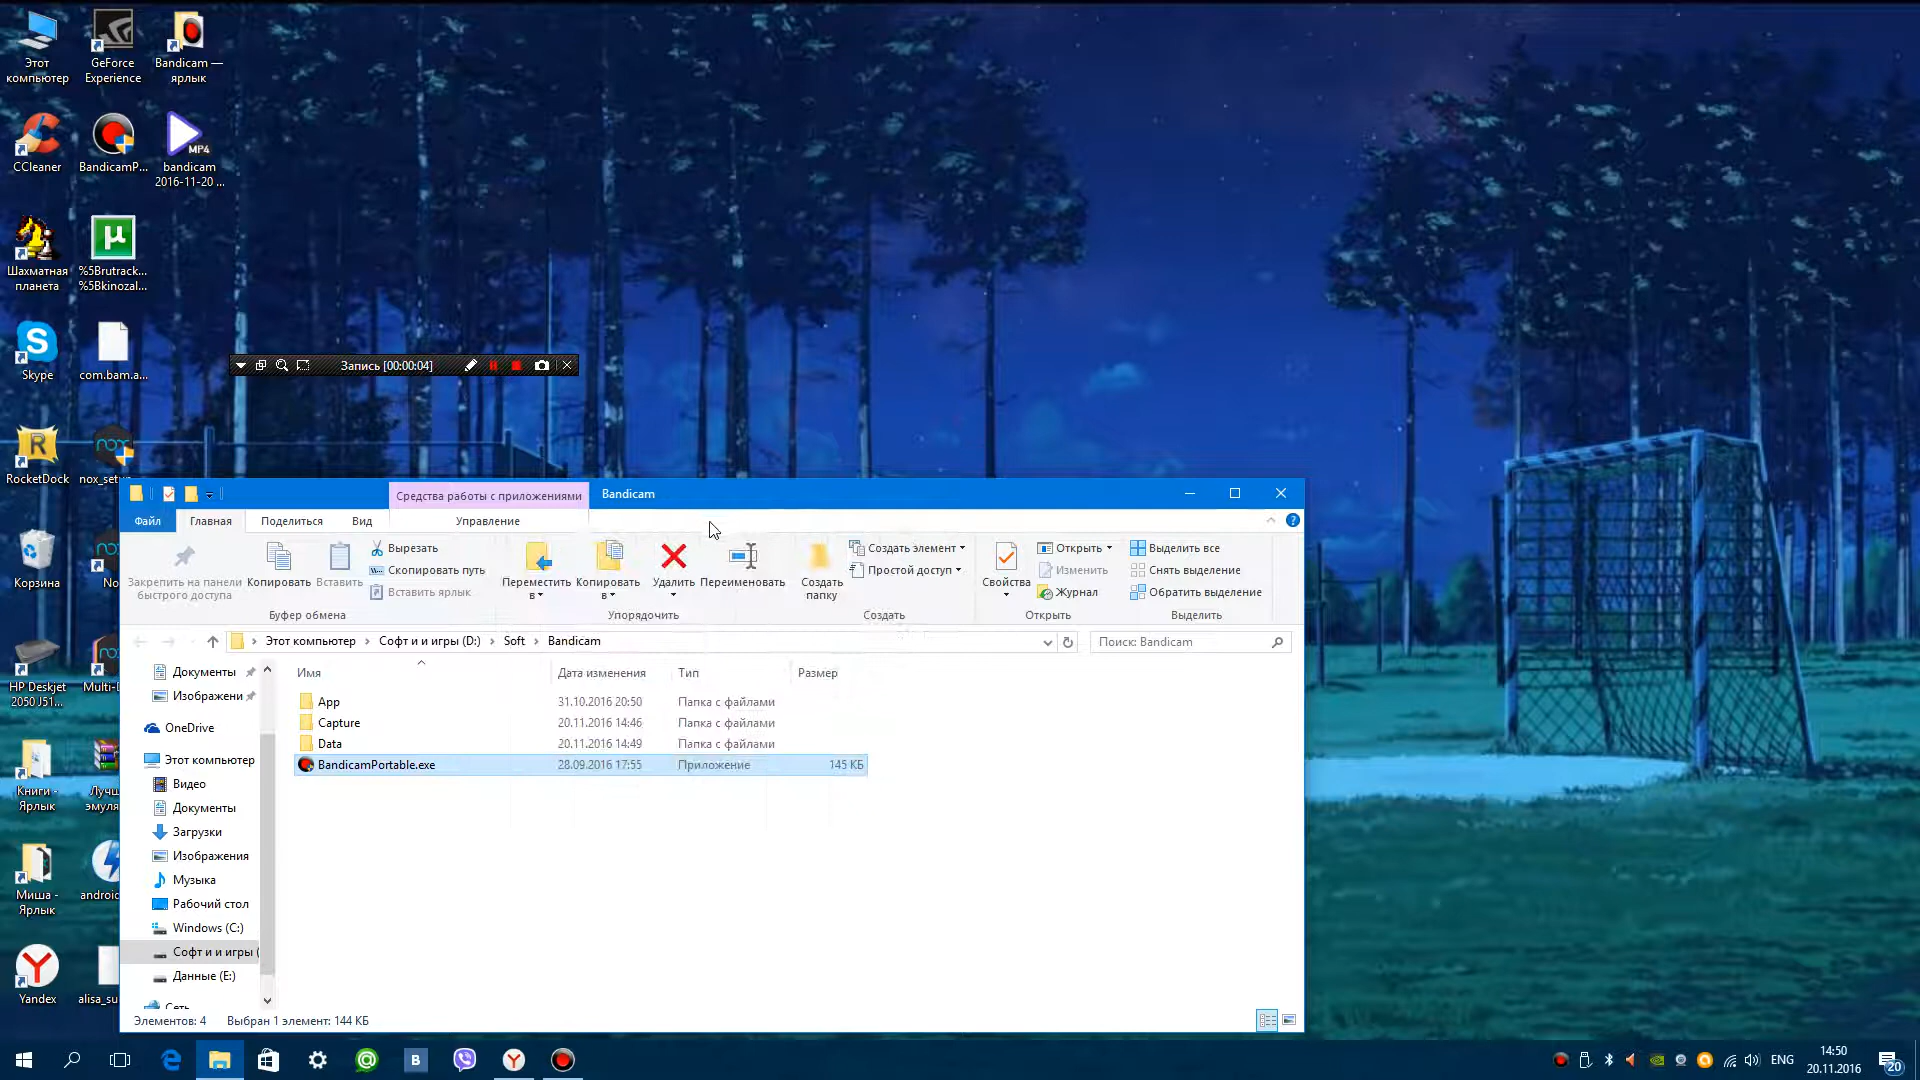 Этот
компьютер
GeForce
Experience
Bandicam —
ярлык
CCleaner
BandicamP...
MP4
bandicam
2016-11-20 ...
Шахматная
планета
µ
%5Brutrack...
%5Bkinozal...
S
Skype
com.bam.a...
Запись [00:00:04]
R
RocketDock
nox
Корзина
HP Deskjet
2050 J51...
Книги -
Ярлык
Миша -
Ярлык
Yandex
Средства работы с приложениями
Bandicam
Файл
Главная
Поделиться
Вид
Управление
Закрепить на панели
быстрого доступа
Копировать
Вставить
Вырезать
Скопировать путь
Вставить ярлык
Буфер обмена
Переместить
в
Копировать
в
Удалить
Переименовать
Упорядочить
Создать
папку
Создать элемент
Простой доступ
Создать
Свойства
Открыть
Изменить
Журнал
Открыть
Выделить все
Снять выделение
Обратить выделение
Выделить
Этот компьютер
Софт и и игры (D:)
Soft
Bandicam
Поиск: Bandicam
Документы
Изображени
OneDrive
Этот компьютер
Видео
Документы
Загрузки
Изображения
Музыка
Рабочий стол
Windows (C:)
Софт и и игры (
Данные (E:)
Сеть
Имя
Дата изменения
Тип
Размер
App 31.10.2016 20:50 Папка с файлами
Capture 20.11.2016 14:46 Папка с файлами
Data 20.11.2016 14:49 Папка с файлами
BandicamPortable.exe 28.09.2016 17:55 Приложение 145 КБ
Элементов: 4
Выбран 1 элемент: 144 КБ
ENG
14:50
20.11.2016
20